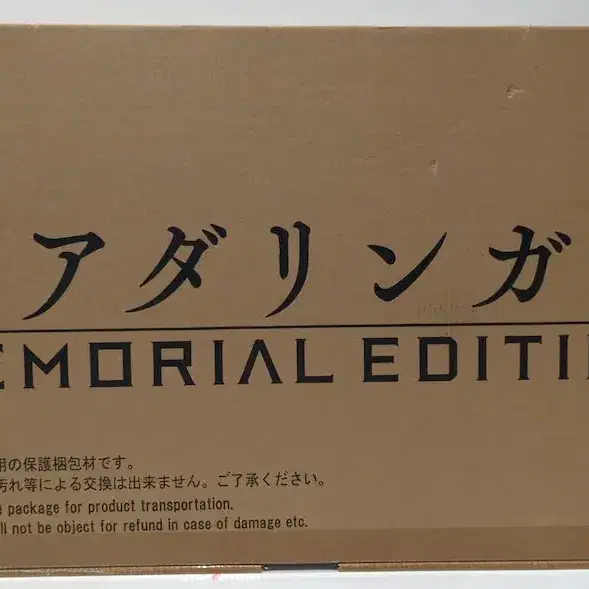 アダリンガ
EMORIAL EDITI
用の保護梱包材です。
汚れ等による交換は出来ません。ご了承ください。
package for product transportation.
ll not be object for refund in case of damage etc.